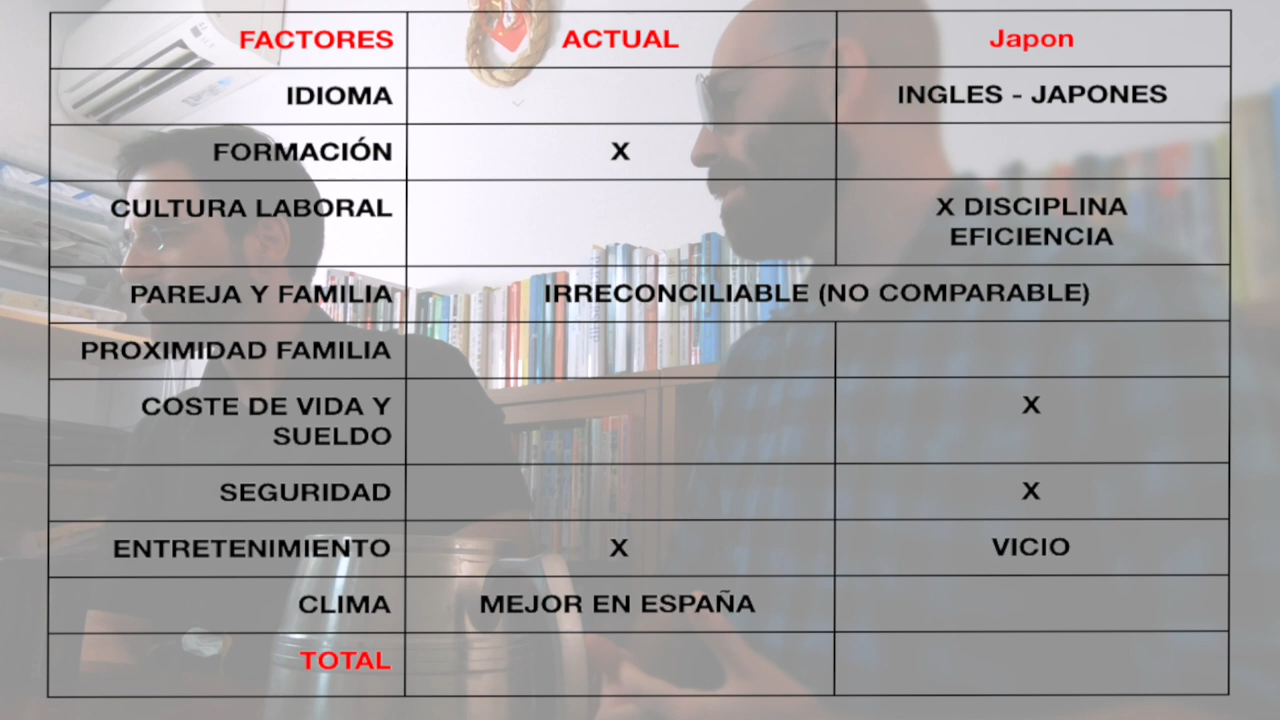 FACTORES ACTUAL Japon
IDIOMA INGLES - JAPONES
FORMACIÓN X
CULTURA LABORAL X DISCIPLINA
EFICIENCIA
PAREJA Y FAMILIA IRRECONCILIABLE (NO COMPARABLE)
PROXIMIDAD FAMILIA
COSTE DE VIDA Y X
SUELDO
SEGURIDAD X
ENTRETENIMIENTO X VICIO
CLIMA MEJOR EN ESPAÑA
TOTAL